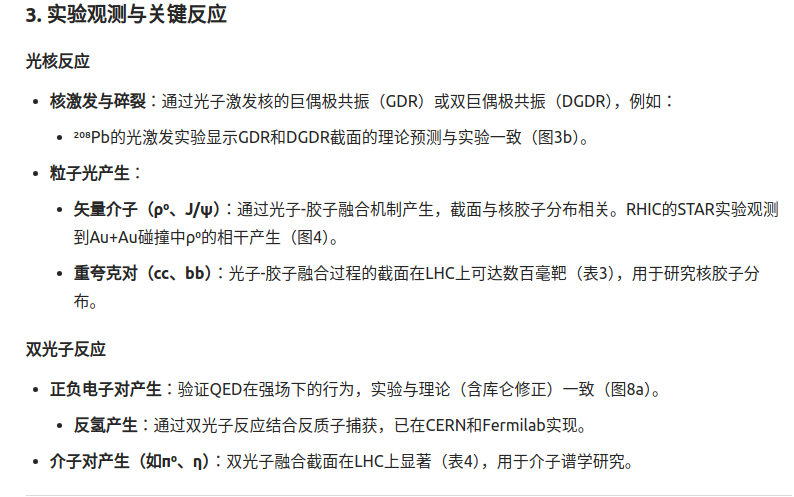 3. 实验观测与关键反应
光核反应
• 核激发与碎裂：通过光子激发核的巨偶极共振（GDR）或双巨偶极共振（DGDR），例如：
• ²⁰⁸Pb的光激发实验显示GDR和DGDR截面的理论预测与实验一致（图3b）。
• 粒子光产生：
• 矢量介子（ρ⁰、J/ψ）：通过光子-胶子融合机制产生，截面与核胶子分布相关。RHIC的STAR实验观测
到Au+Au碰撞中ρ⁰的相干产生（图4）。
• 重夸克对（cc、bb）：光子-胶子融合过程的截面在LHC上可达数百毫靶（表3），用于研究核胶子分
布。
双光子反应
• 正负电子对产生：验证QED在强场下的行为，实验与理论（含库仑修正）一致（图8a）。
• 反氢产生：通过双光子反应结合反质子捕获，已在CERN和Fermilab实现。
• 介子对产生（如π⁰、η）：双光子融合截面在LHC上显著（表4），用于介子谱学研究。